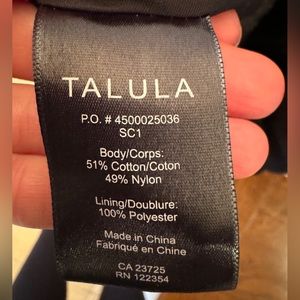 TALULA
P.O. # 4500025036
SC1
Body/Corps:
51% Cotton/Coton
49% Nylon
Lining/Doublure:
100% Polyester
Made in China
Fabriqué en Chine
CA 23725
RN 122354